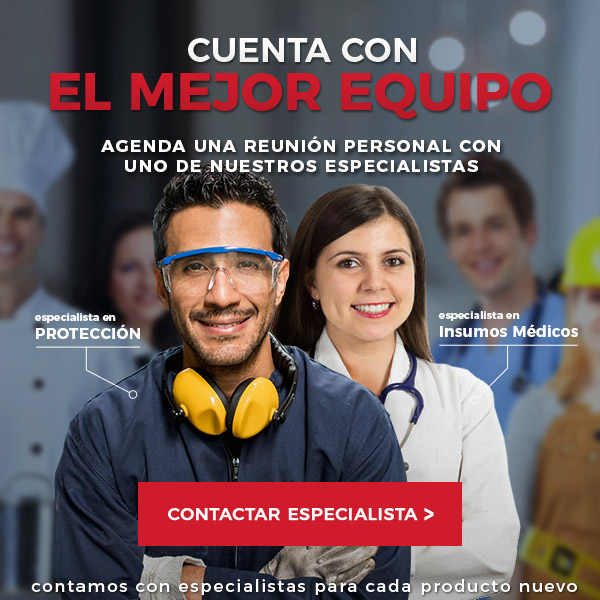 CUENTA CON
EL MEJOR EQUIPO
AGENDA UNA REUNIÓN PERSONAL CON
UNO DE NUESTROS ESPECIALISTAS
especialista en
PROTECCIÓN
especialista en
Insumos Médicos
CONTACTAR ESPECIALISTA >
contamos con especialistas para cada producto nuevo